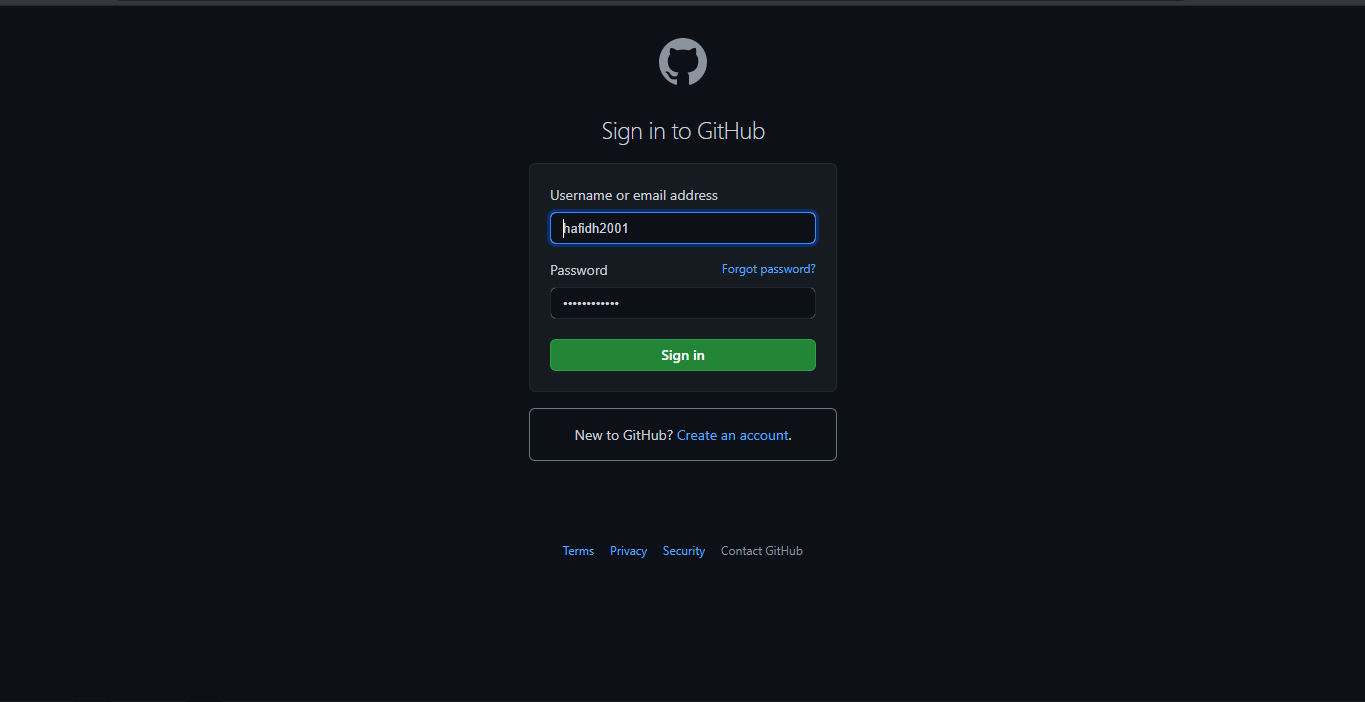 Sign in to GitHub
Username or email address
hafidh2001
Password Forgot password?
••••••••••••
Sign in
New to GitHub? Create an account.
Terms Privacy Security Contact GitHub